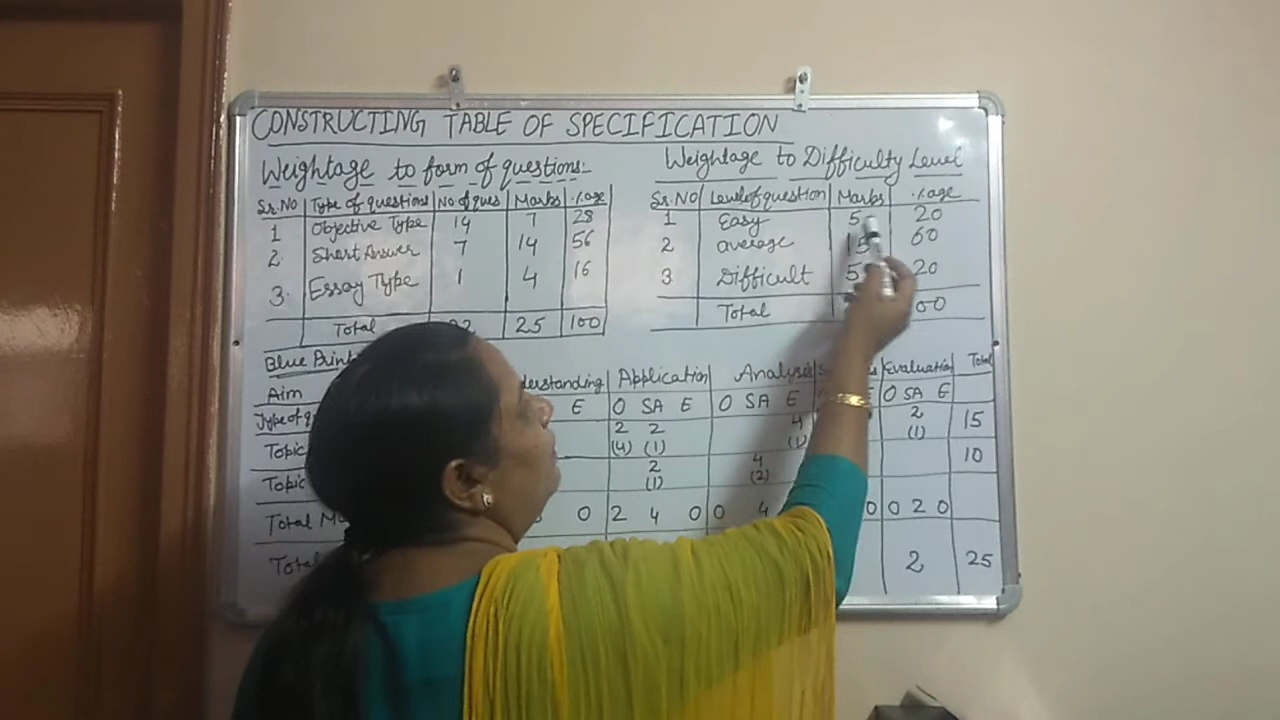 CONSTRUCTING TABLE OF SPECIFICATION
Weightage to form of questions:-
Sr.No Type of questions No of ques Marks %age
1 Objective Type 14 7 28
2. Short Answer 7 14 56
3. Essay Type 1 4 16
Total 25 100
Weightage to Difficulty Level
Sr.No Level of question Marks %age
1 Easy 5 20
2 average 15 60
3 Difficult 5 20
Total
Blue Print
Aim Application Analysis Evaluation Total
E O SA E O SA E E O SA E
2 2 4 2 15
Topic (4) (1) (1) (1) 10
2 4
Topic (1) (2)
Total 0 2 4 0 0 4 0 0 2 0
Total 2 25